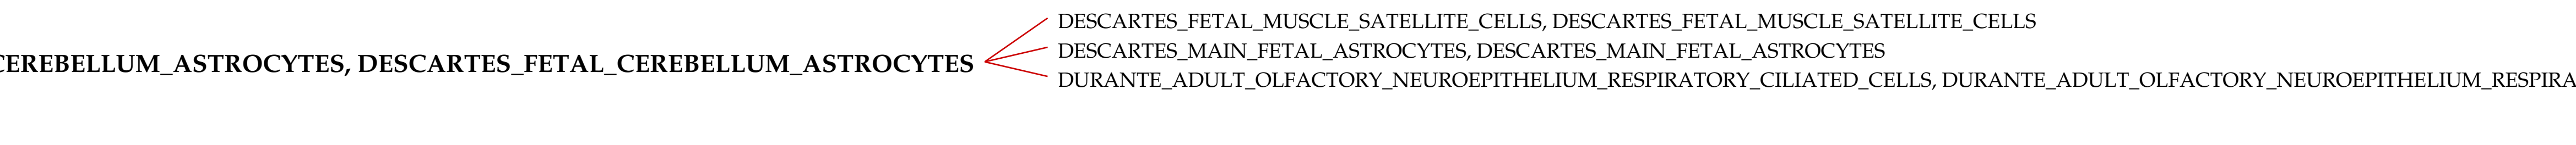 DESCARTES_FETAL_MUSCLE_SATELLITE_CELLS, DESCARTES_FETAL_MUSCLE_SATELLITE_CELLS
DESCARTES_MAIN_FETAL_ASTROCYTES, DESCARTES_MAIN_FETAL_ASTROCYTES
CEREBELLUM_ASTROCYTES, DESCARTES_FETAL_CEREBELLUM_ASTROCYTES
DURANTE_ADULT_OLFACTORY_NEUROEPITHELIUM_RESPIRATORY_CILIATED_CELLS, DURANTE_ADULT_OLFACTORY_NEUROEPITHELIUM_RESPIRA